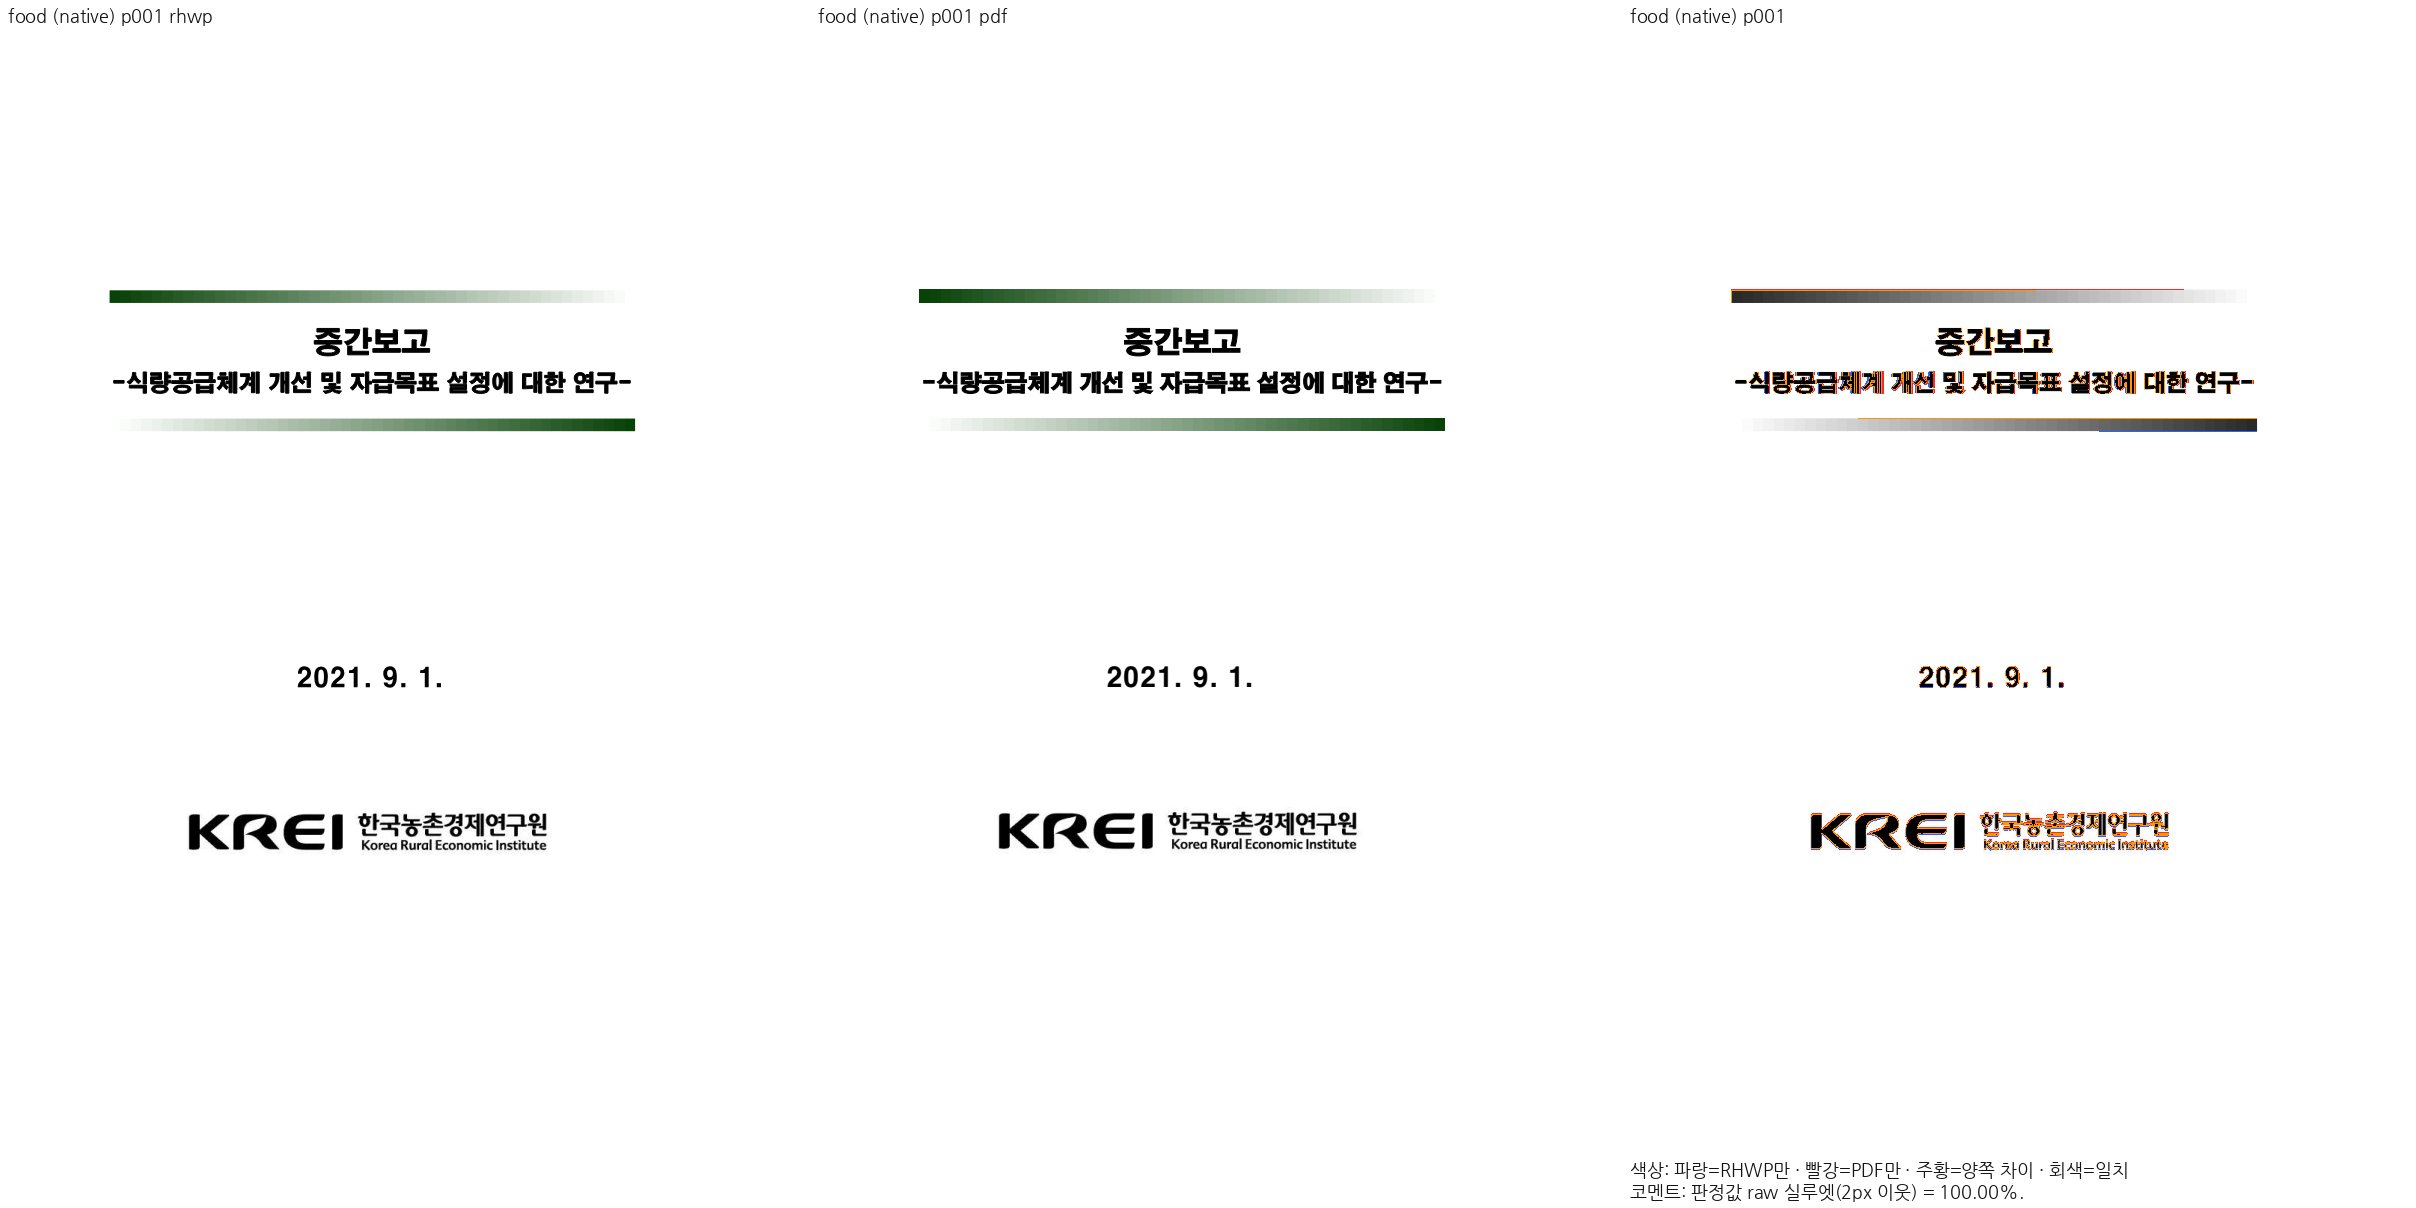 food (native) p001 rhwp
중간보고
-식량공급체계 개선 및 자급목표 설정에 대한 연구-
2021. 9. 1.
KREI 한국농촌경제연구원
Korea Rural Economic Institute
food (native) p001 pdf
중간보고
-식량공급체계 개선 및 자급목표 설정에 대한 연구-
2021. 9. 1.
KREI 한국농촌경제연구원
Korea Rural Economic Institute
food (native) p001
중간보고
-식량공급체계 개선 및 자급목표 설정에 대한 연구-
2021. 9. 1.
KREI 한국농촌경제연구원
Korea Rural Economic Institute
색상: 파랑=RHWP만 · 빨강=PDF만 · 주황=양쪽 차이 · 회색=일치
코멘트: 판정값 raw 실루엣(2px 이웃) = 100.00%.